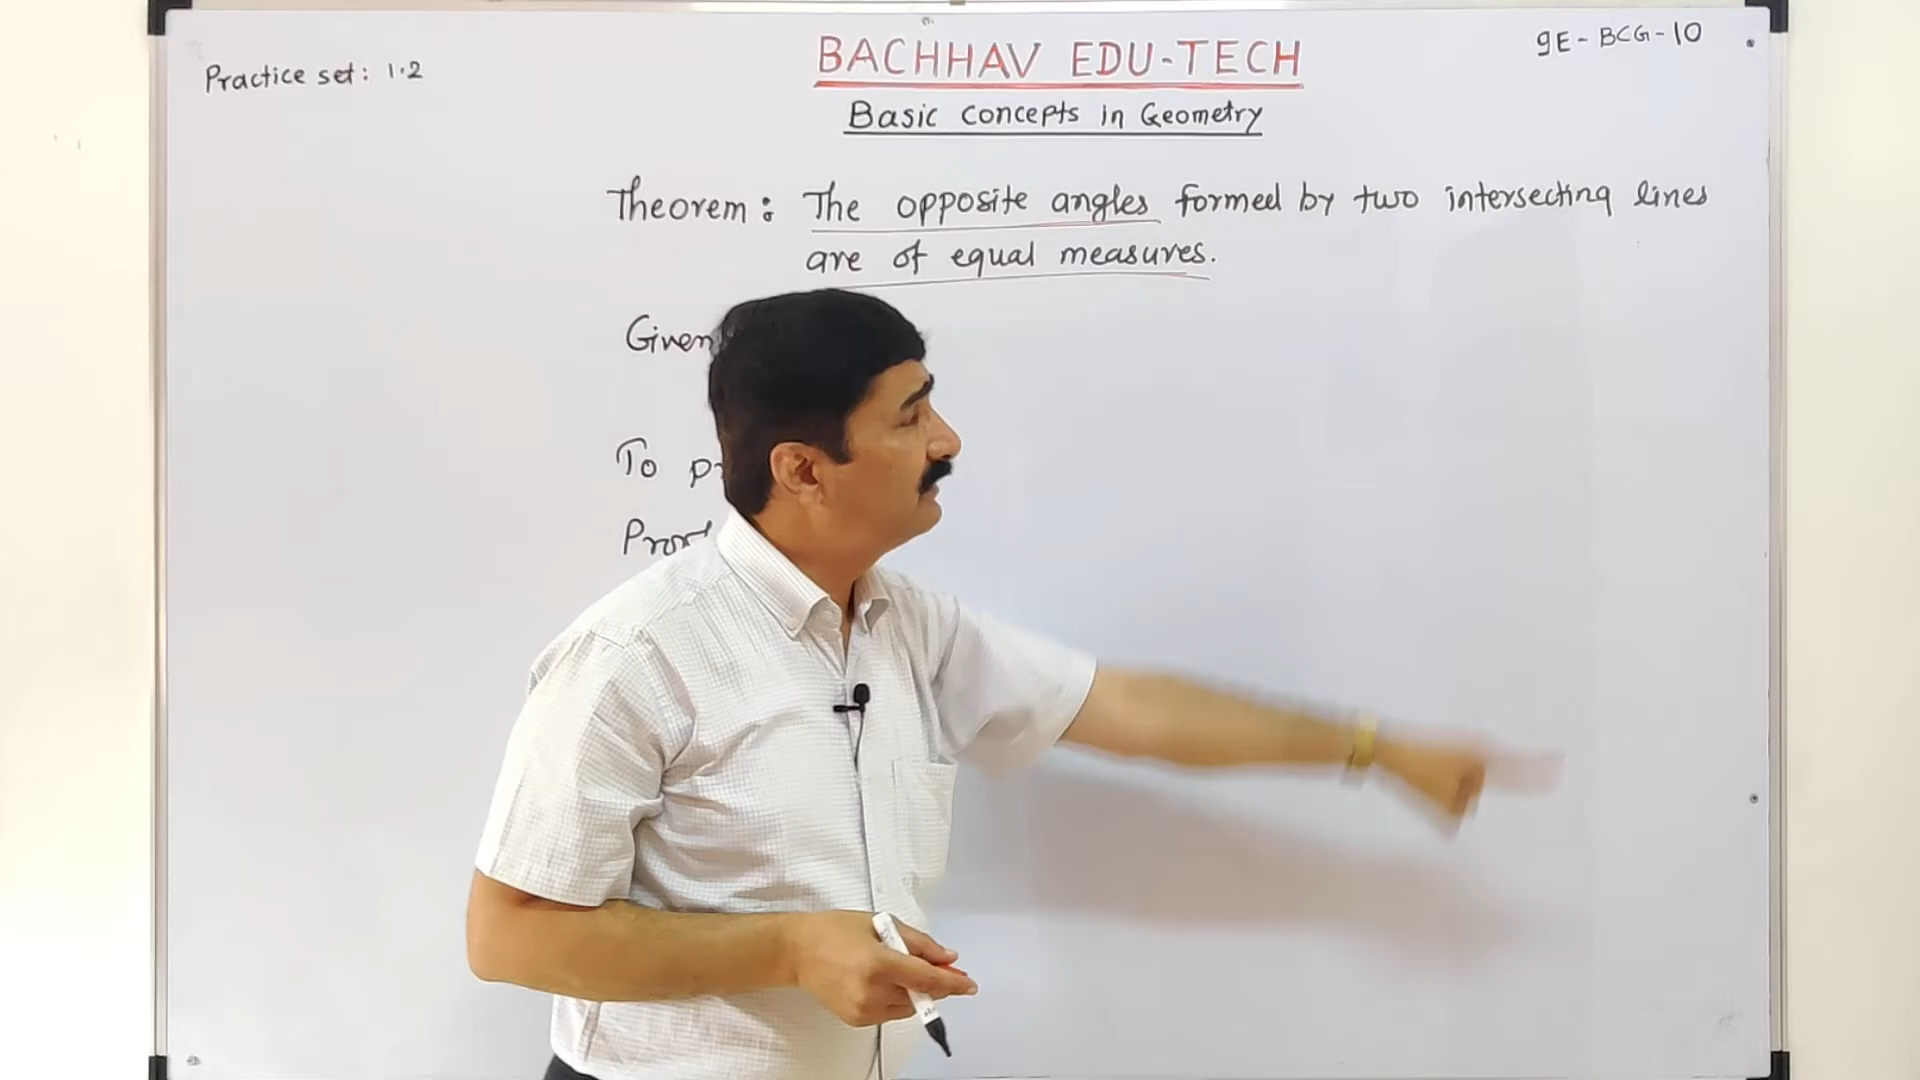 Practice set: 1.2
BACHHAV EDU-TECH
9E-BCG-10
Basic concepts in Geometry
Theorem: The opposite angles formed by two intersecting lines
are of equal measures.
Given
To
Proof